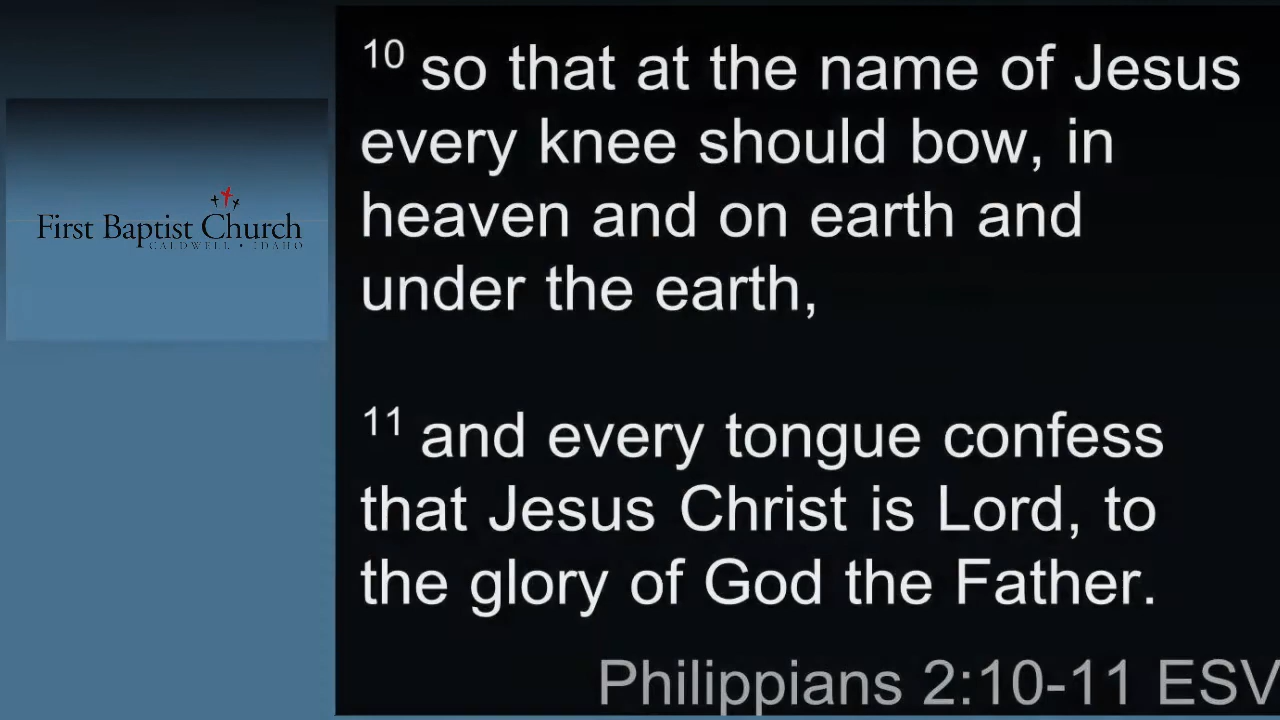 First Baptist Church
CALDWELL • IDAHO
10 so that at the name of Jesus
every knee should bow, in
heaven and on earth and
under the earth,
11 and every tongue confess
that Jesus Christ is Lord, to
the glory of God the Father.
Philippians 2:10-11 ESV